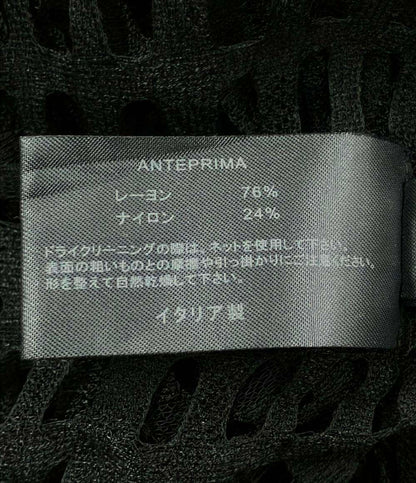 ANTEPRIMA
レーヨン 76%
ナイロン 24%
ドライクリーニングの際は、ネットを使用して下さい。
表面の粗いものとの摩擦や引っ掛かりにご注意ください。
形を整えて自然乾燥して下さい。
イタリア製